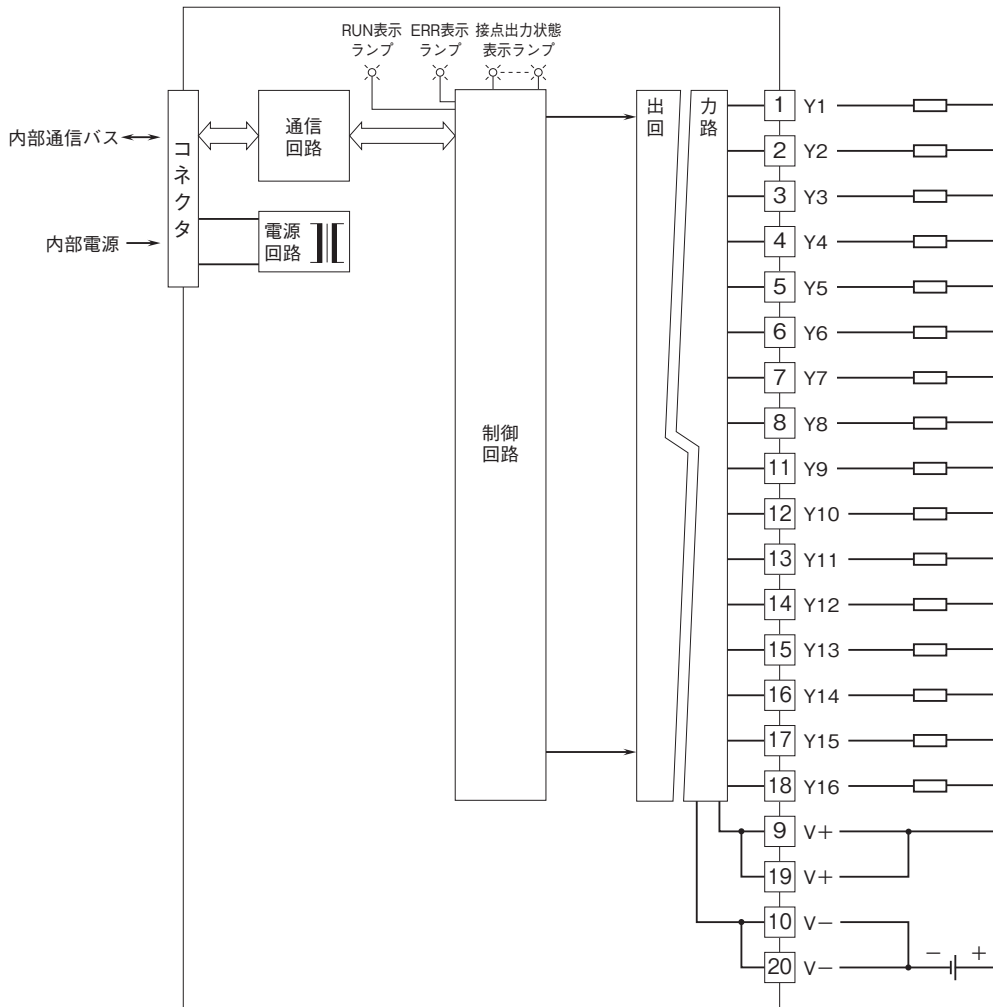 RUN表示
ランプ
ERR表示
ランプ
接点出力状態
表示ランプ
内部通信バス
内部電源
コネクタ
通信
回路
電源
回路
制御
回路
出力
回路
1 Y1
2 Y2
3 Y3
4 Y4
5 Y5
6 Y6
7 Y7
8 Y8
11 Y9
12 Y10
13 Y11
14 Y12
15 Y13
16 Y14
17 Y15
18 Y16
9 V+
19 V+
10 V−
20 V− − +